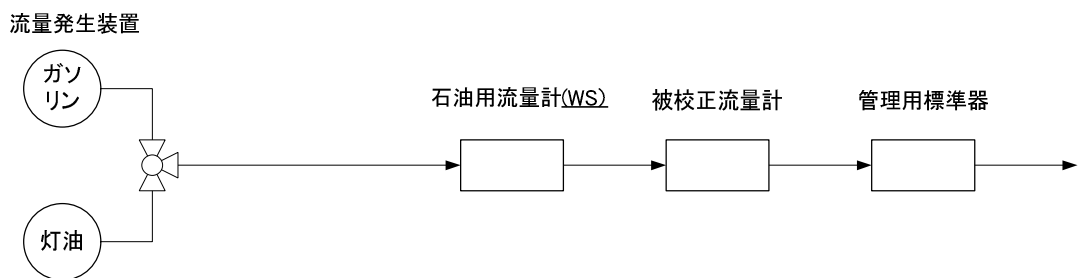 流量発生装置
ガソ
リン
石油用流量計(WS)
被校正流量計
管理用標準器
灯油